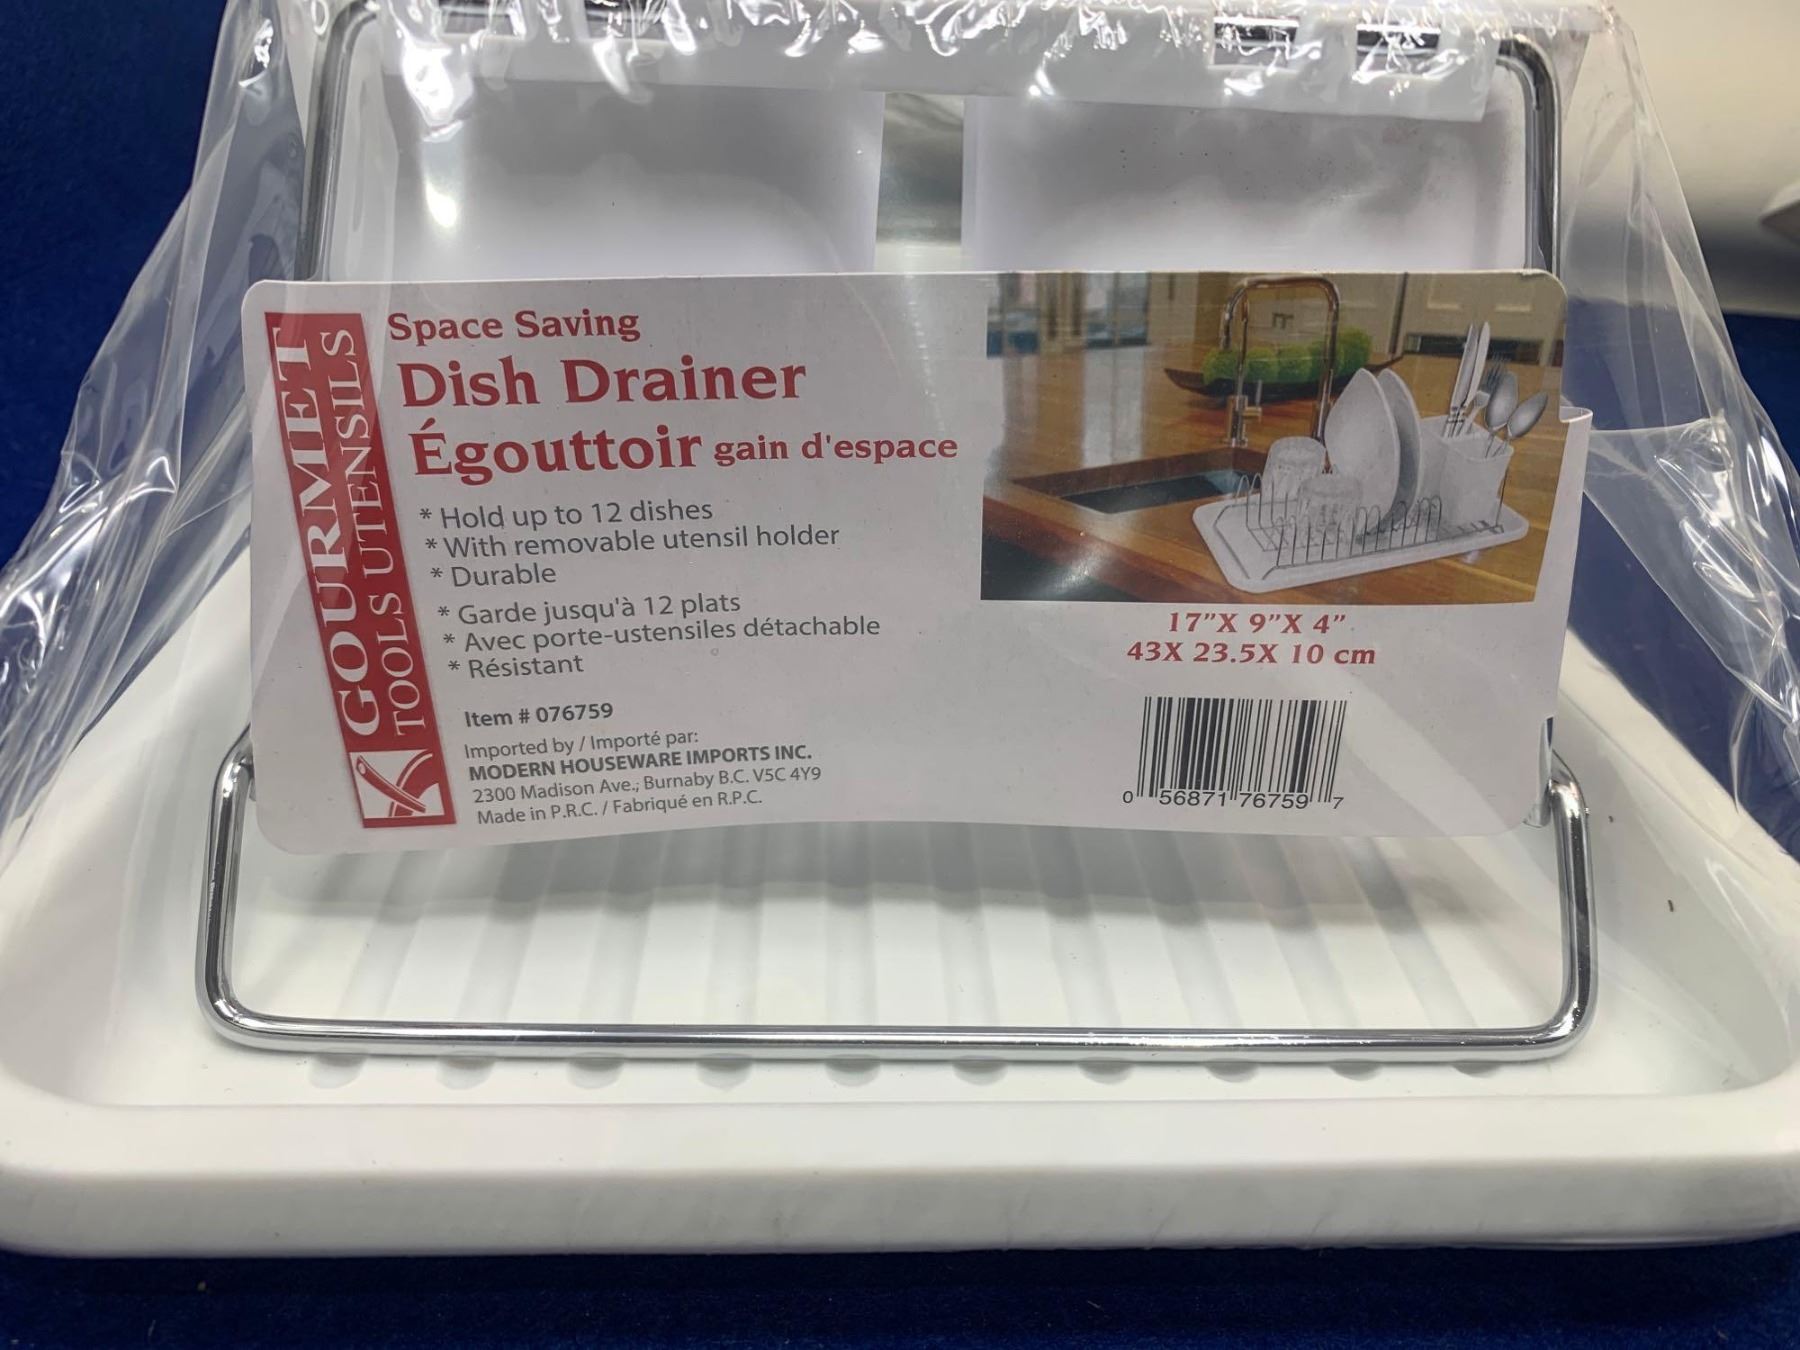 GOURMET
TOOLS UTENSILS
Space Saving
Dish Drainer
Égouttoir gain d'espace
* Hold up to 12 dishes
* With removable utensil holder
* Durable
* Garde jusqu'à 12 plats
* Avec porte-ustensiles détachable
* Résistant
Item # 076759
Imported by / Importé par:
MODERN HOUSEWARE IMPORTS INC.
2300 Madison Ave.; Burnaby B.C. V5C 4Y9
Made in P.R.C. / Fabriqué en R.P.C.
17"X 9"X 4"
43X 23.5X 10 cm
0 56871 76759 7